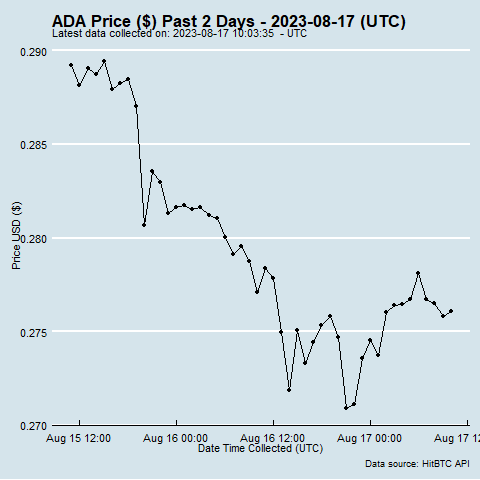 ADA Price ($) Past 2 Days - 2023-08-17 (UTC)
Latest data collected on: 2023-08-17 10:03:35 - UTC
0.290
0.285
0.280
0.275
0.270
Price USD ($)
Aug 15 12:00
Aug 16 00:00
Aug 16 12:00
Aug 17 00:00
Aug 17 12
Date Time Collected (UTC)
Data source: HitBTC API